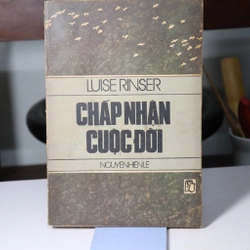 LUISE RINSER
CHẤP NHẬN
CUỘC ĐỜI
NGUYỄN HIẾN LÊ